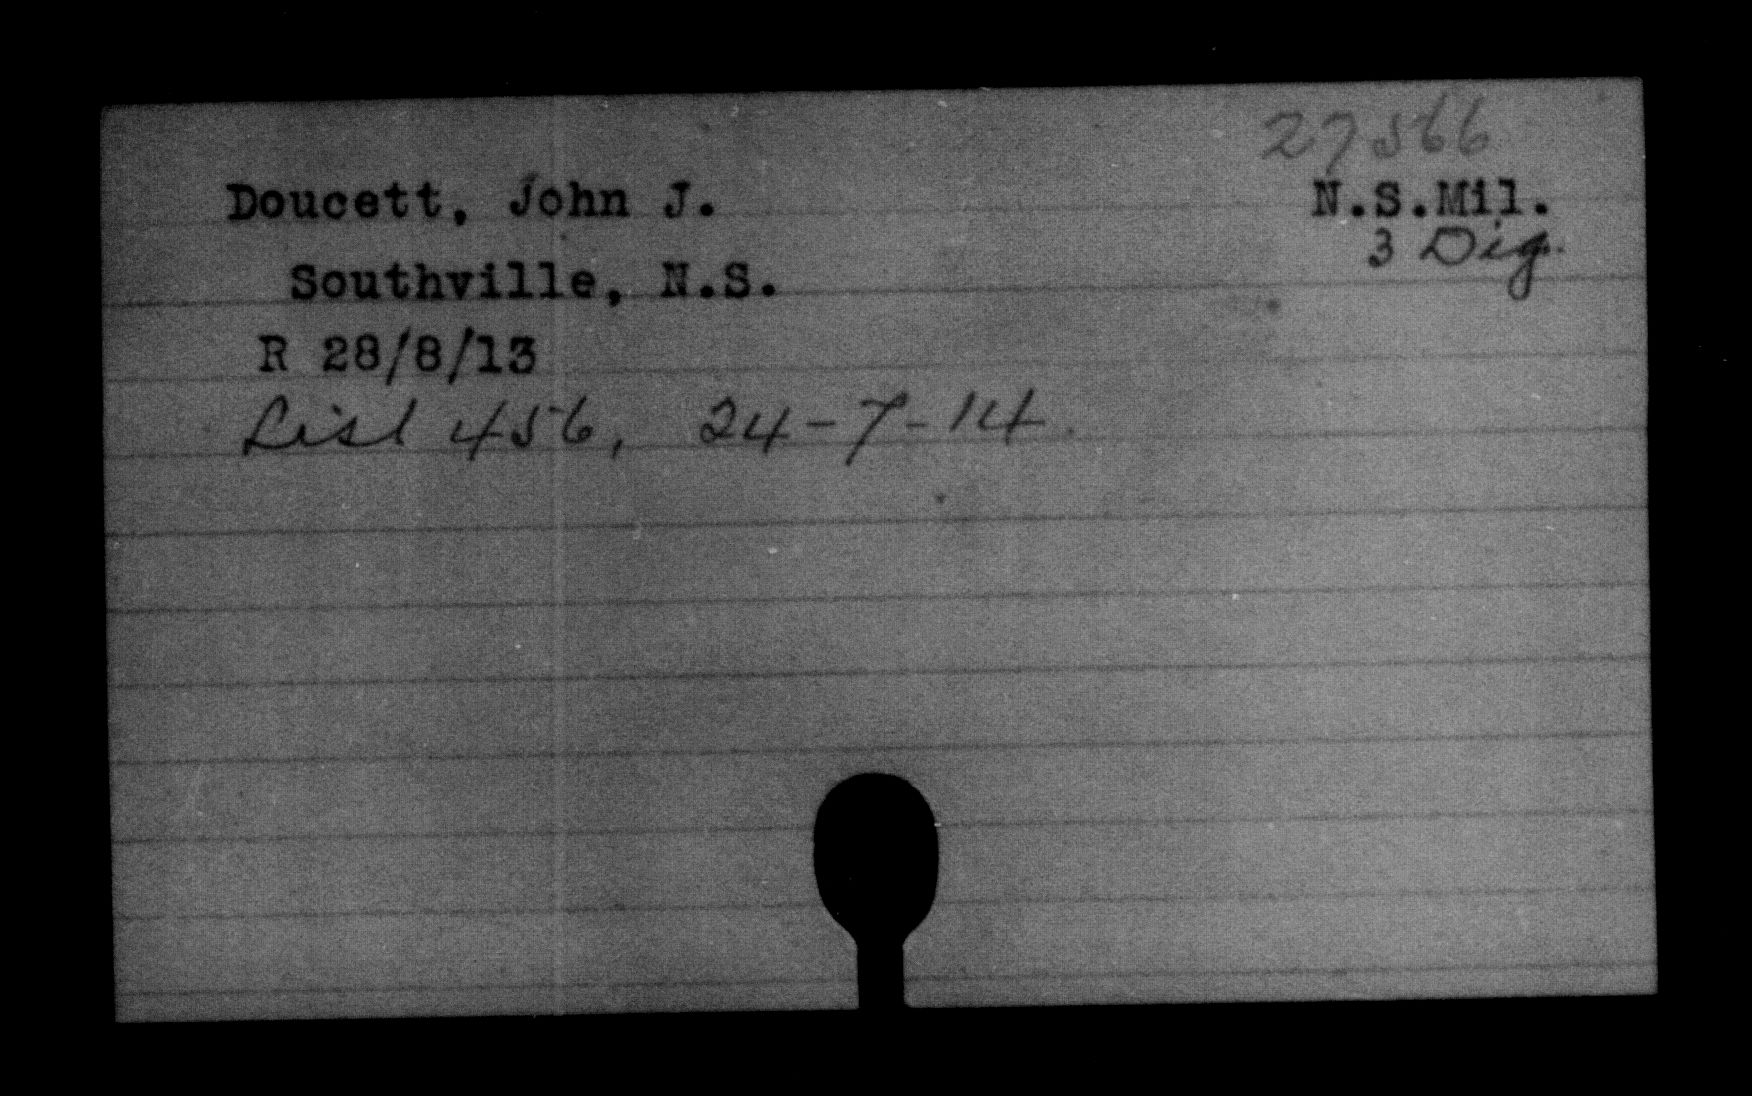 27566
Doucett, John J.
N.S.Mil.
3 Dig.
Southville, N.S.
R 28/8/13
List 456, 24-7-14.